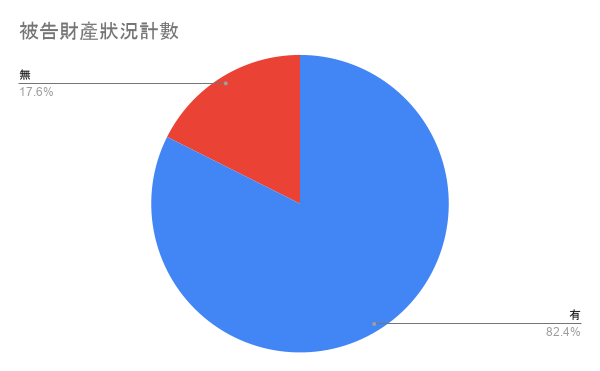 被告財產狀況計數
無
17.6%
有
82.4%